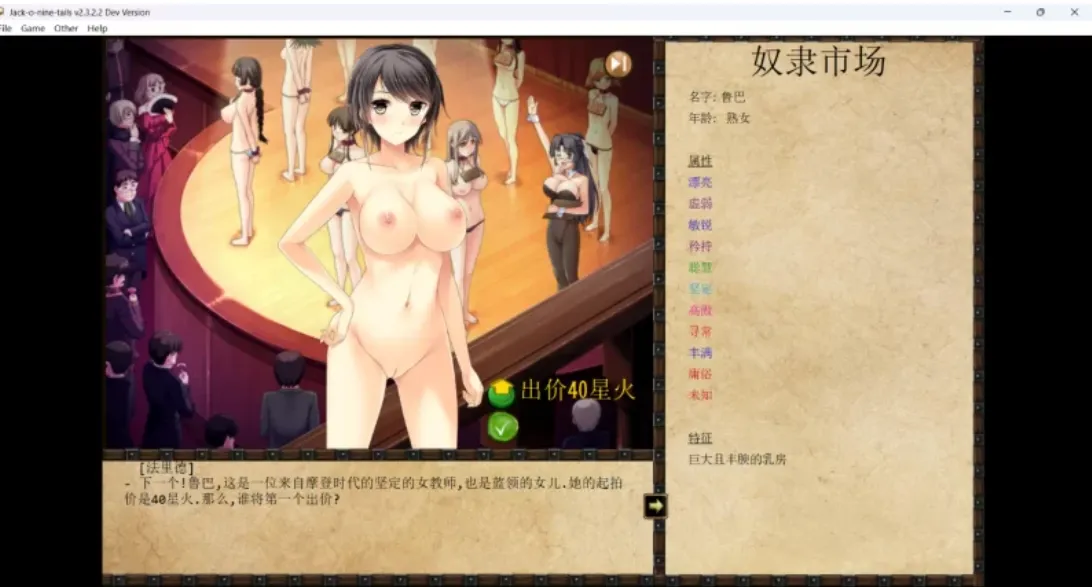 Jack-o-nine-tails v2.3.2.2 Dev Version
File Game Other Help
奴隶市场
名字: 鲁巴
年龄: 熟女
属性
漂亮
虚弱
敏锐
矜持
聪慧
坚定
高傲
寻常
丰满
庸俗
未知
特征
巨大且丰腴的乳房
出价40星火
[法里德]
- 下一个!鲁巴,这是一位来自摩登时代的坚定的女教师,也是蓝领的女儿.她的起拍
价是40星火.那么,谁将第一个出价?